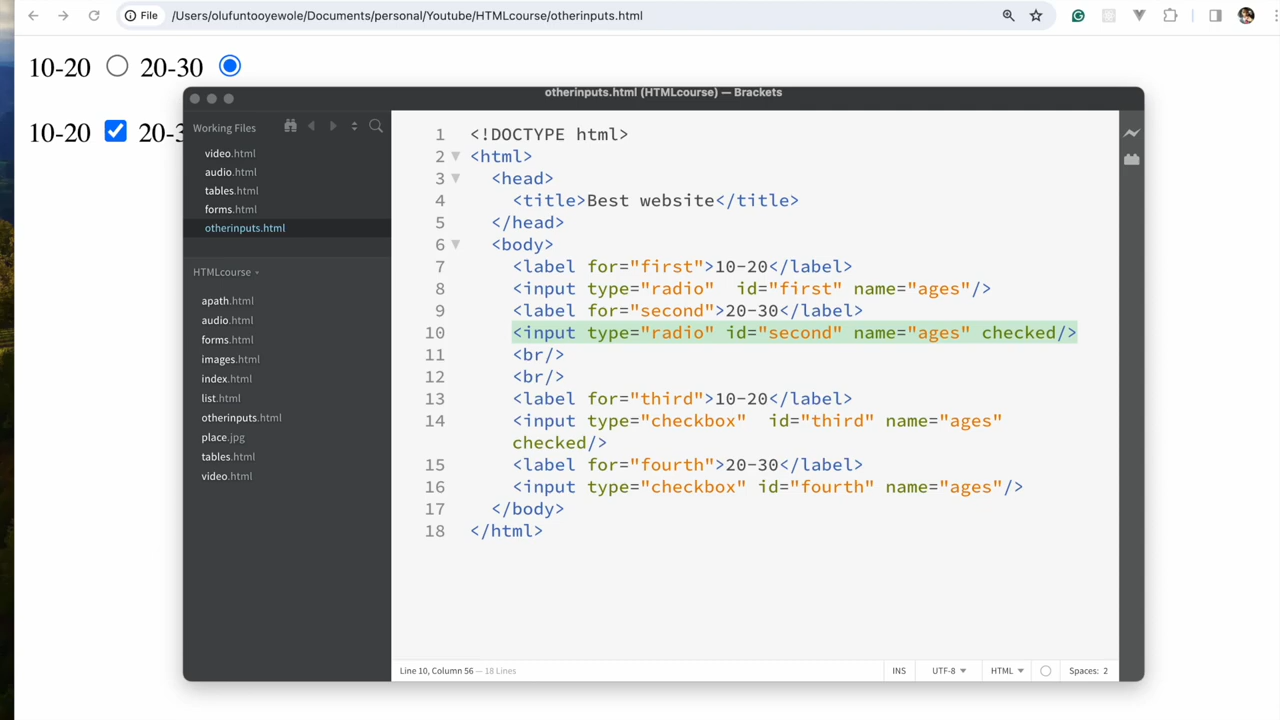 File /Users/olufuntooyewole/Documents/personal/Youtube/HTMLcourse/otherinputs.html
10-20 20-30
10-20 20-3
otherinputs.html (HTMLcourse) — Brackets
Working Files
video.html
audio.html
tables.html
forms.html
otherinputs.html
HTMLcourse
apath.html
audio.html
forms.html
images.html
index.html
list.html
otherinputs.html
place.jpg
tables.html
video.html
1 <!DOCTYPE html>
2 <html>
3 <head>
4 <title>Best website</title>
5 </head>
6 <body>
7 <label for="first">10-20</label>
8 <input type="radio"  id="first" name="ages"/>
9 <label for="second">20-30</label>
10 <input type="radio" id="second" name="ages" checked/>
11 <br/>
12 <br/>
13 <label for="third">10-20</label>
14 <input type="checkbox"  id="third" name="ages"
checked/>
15 <label for="fourth">20-30</label>
16 <input type="checkbox" id="fourth" name="ages"/>
17 </body>
18 </html>
Line 10, Column 56 — 18 Lines
INS UTF-8 HTML Spaces: 2